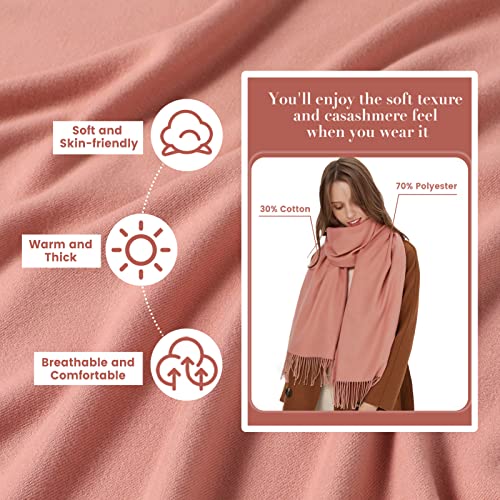 You'll enjoy the soft texure
and casashmere feel
when you wear it
70% Polyester
30% Cotton
Soft and
Skin-friendly
Warm and
Thick
Breathable and
Comfortable